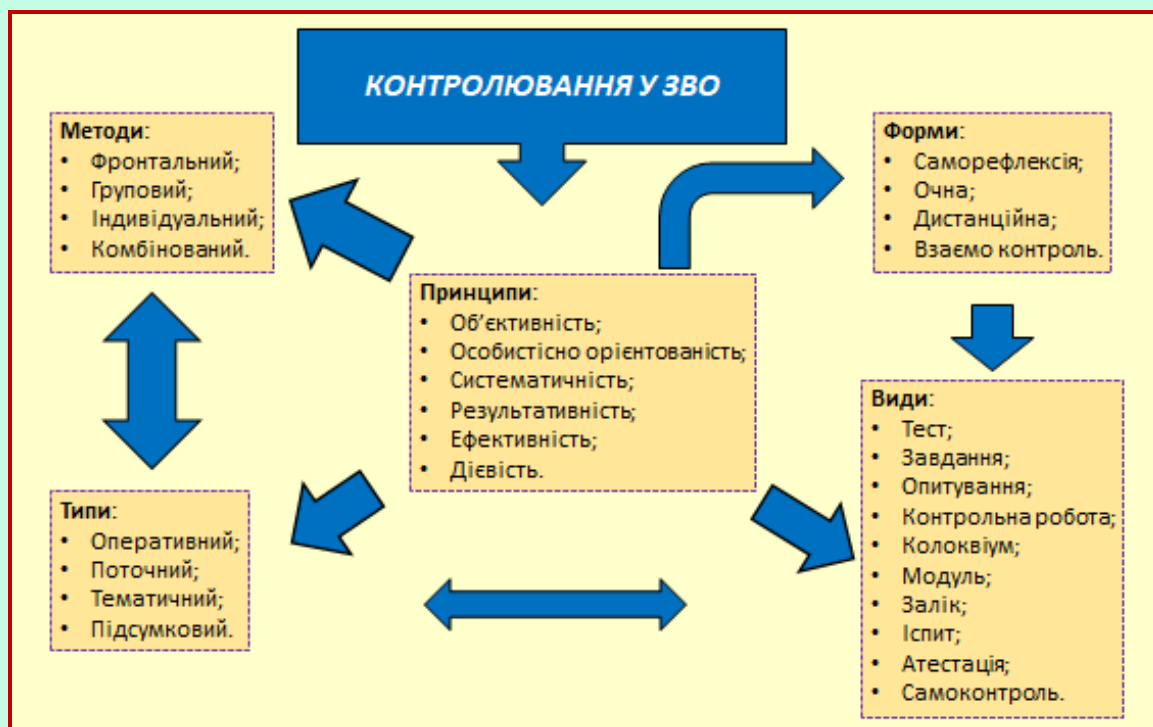 КОНТРОЛЮВАННЯ У ЗВО
Методи:
• Фронтальний;
• Груповий;
• Індивідуальний;
• Комбінований.
Форми:
• Саморефлексія;
• Очна;
• Дистанційна;
• Взаємо контроль.
Принципи:
• Об’єктивність;
• Особистісно орієнтованість;
• Систематичність;
• Результативність;
• Ефективність;
• Дієвість.
Типи:
• Оперативний;
• Поточний;
• Тематичний;
• Підсумковий.
Види:
• Тест;
• Завдання;
• Опитування;
• Контрольна робота;
• Колоквіум;
• Модуль;
• Залік;
• Іспит;
• Атестація;
• Самоконтроль.